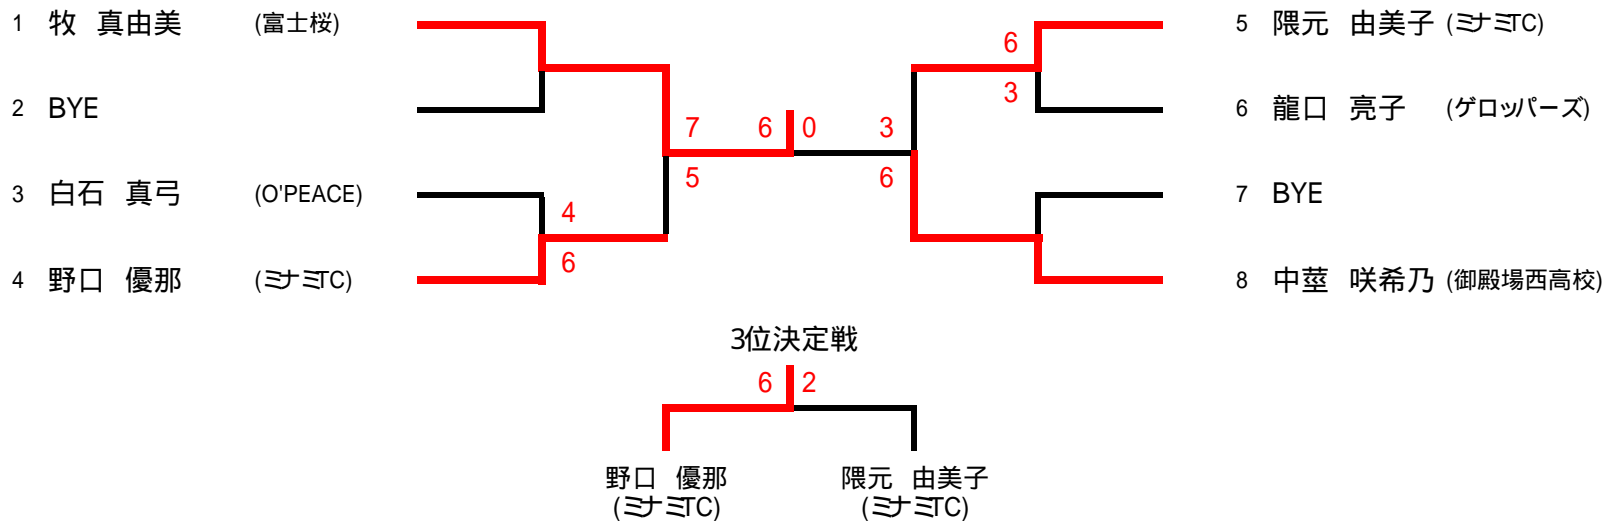 1 牧 真由美 (富士桜)
2 BYE
3 白石 真弓 (O'PEACE)
4 野口 優那 (ミナミTC)
7 6 0 3
5 6
4
6
6
3
5 隈元 由美子 (ミナミTC)
6 龍口 亮子 (ゲロッパーズ)
7 BYE
8 中莖 咲希乃 (御殿場西高校)
3位決定戦
6 2
野口 優那 隈元 由美子
(ミナミTC) (ミナミTC)